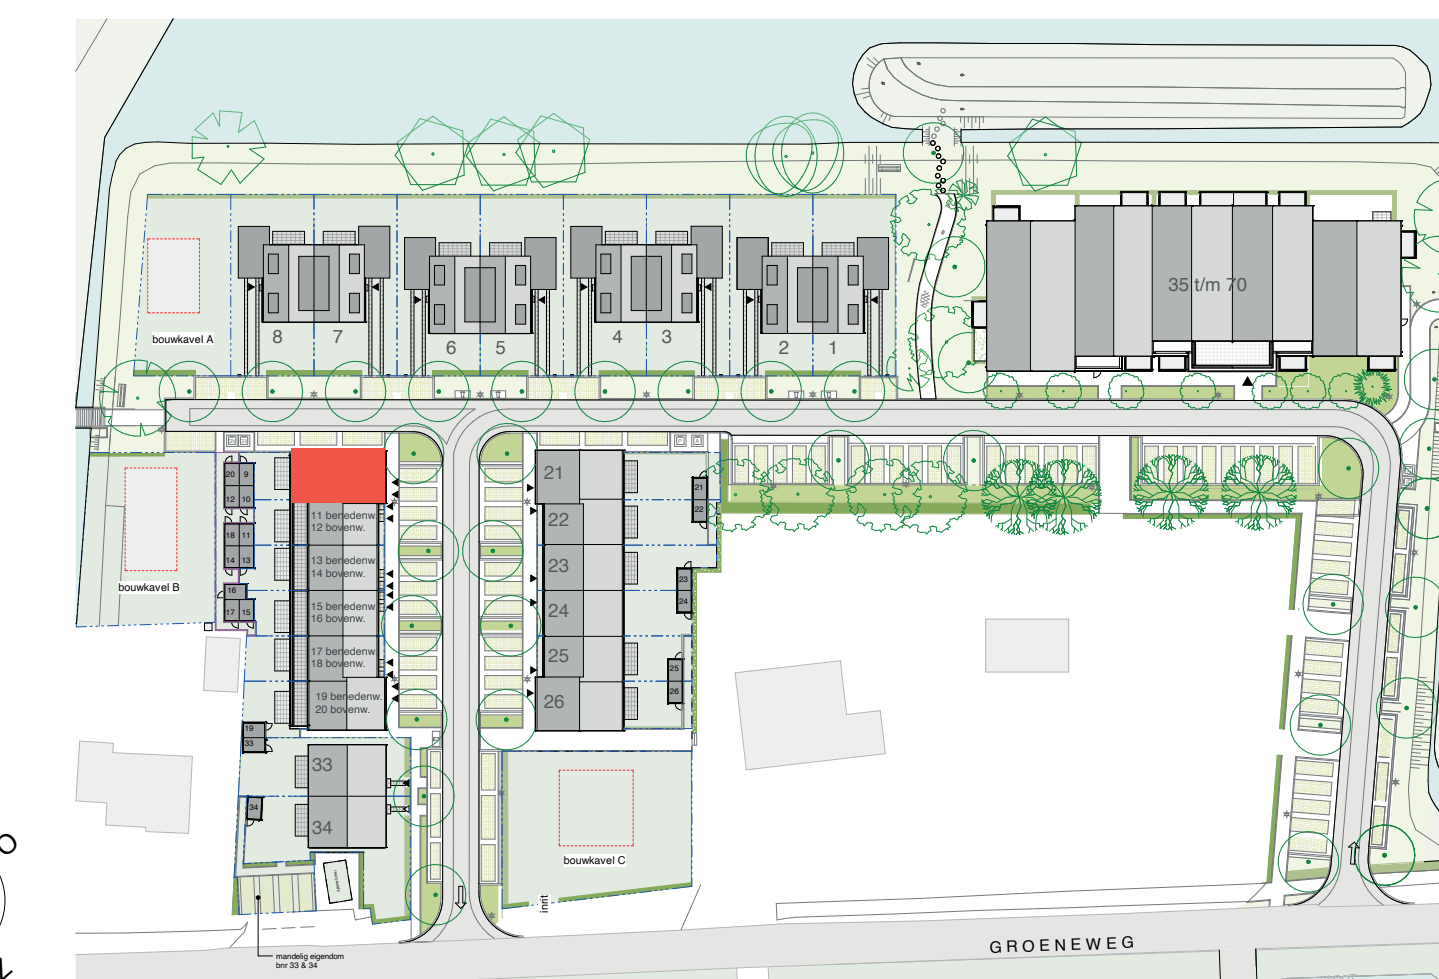 35 t/m 70
bouwkavel A
8 7
6 5
4 3
2 1
20 9
12 10
18 11
14 13
16
17 15
11 benedenw.
12 bovenw.
13 benedenw.
14 bovenw.
15 benedenw.
16 bovenw.
17 benedenw.
18 bovenw.
19 benedenw.
20 bovenw.
21
22
23
24
25
26
21
22
23
24
25
26
bouwkavel B
19
33
34
33
34
bouwkavel C
inrit
GROENEWEG
mandelig eigendom
bnr 33 & 34